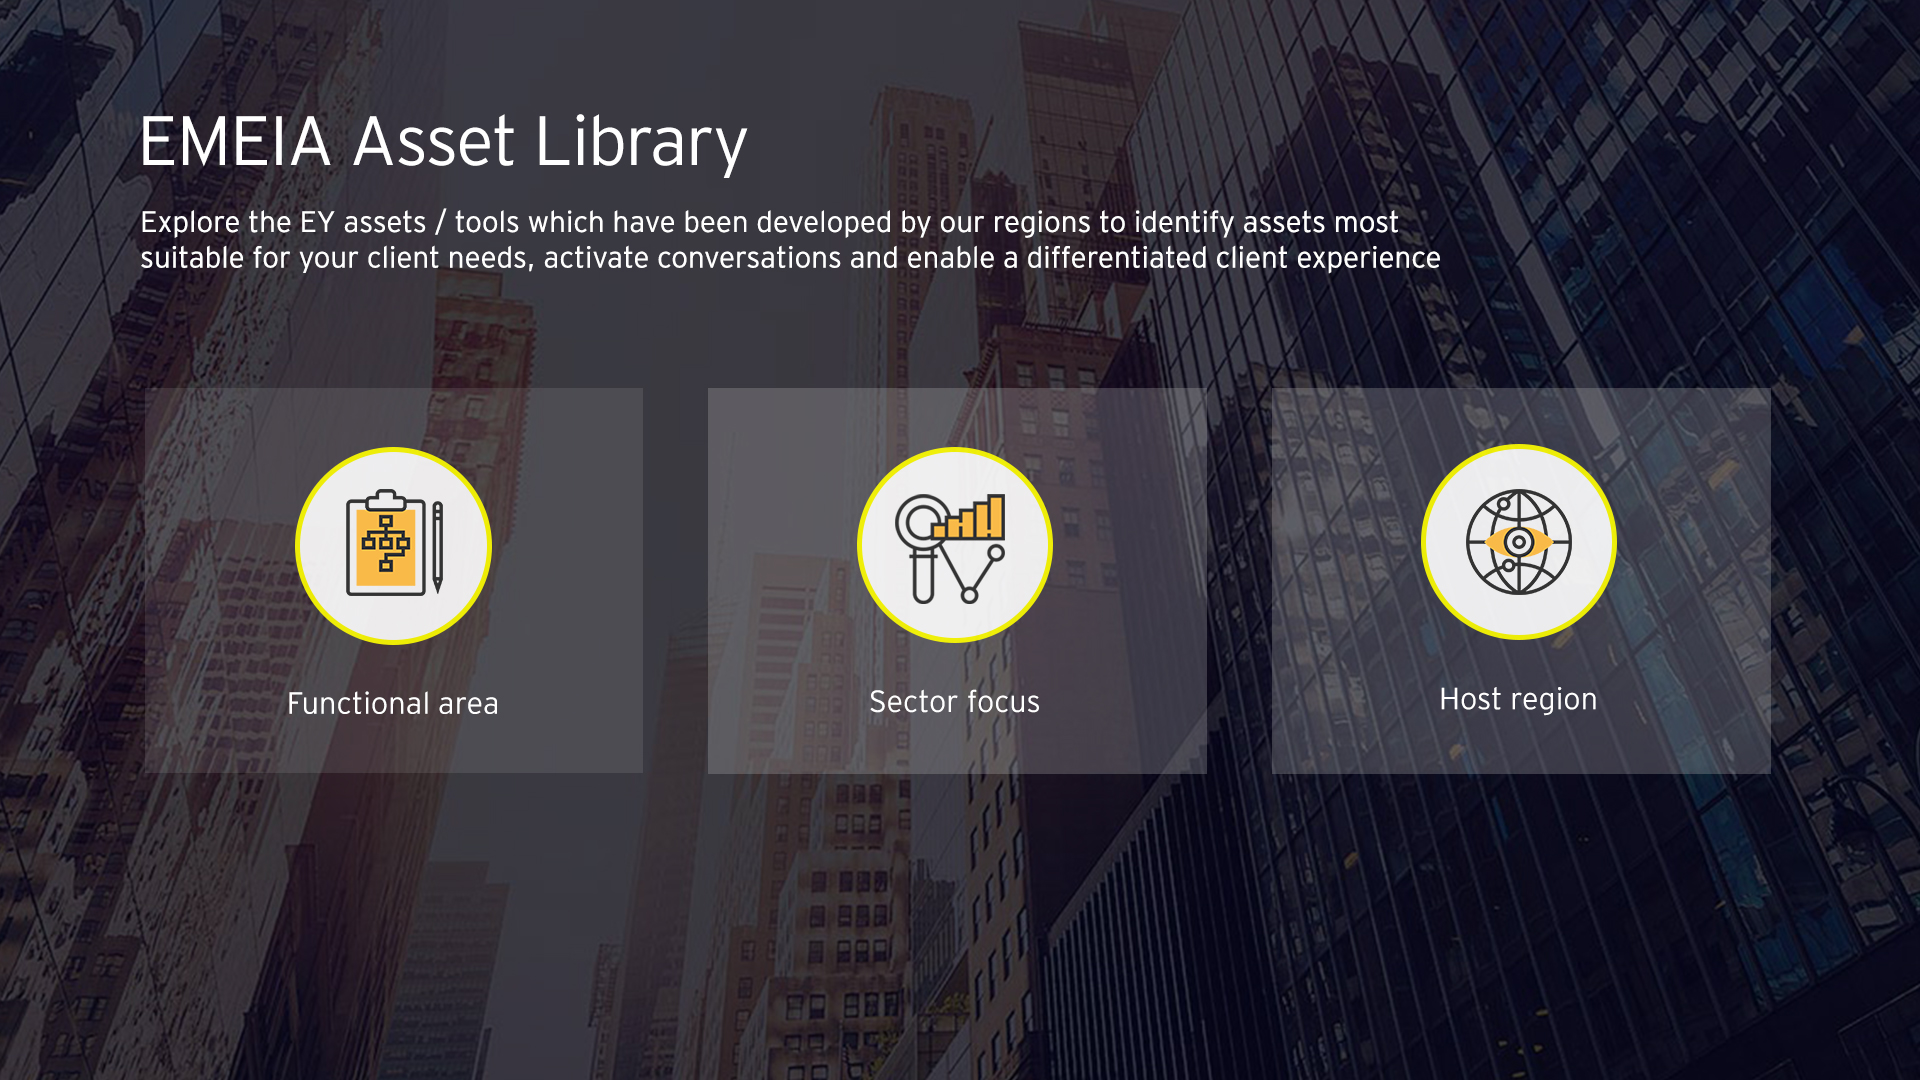 EMEIA Asset Library
Explore the EY assets / tools which have been developed by our regions to identify assets most
suitable for your client needs, activate conversations and enable a differentiated client experience
Functional area
Sector focus
Host region